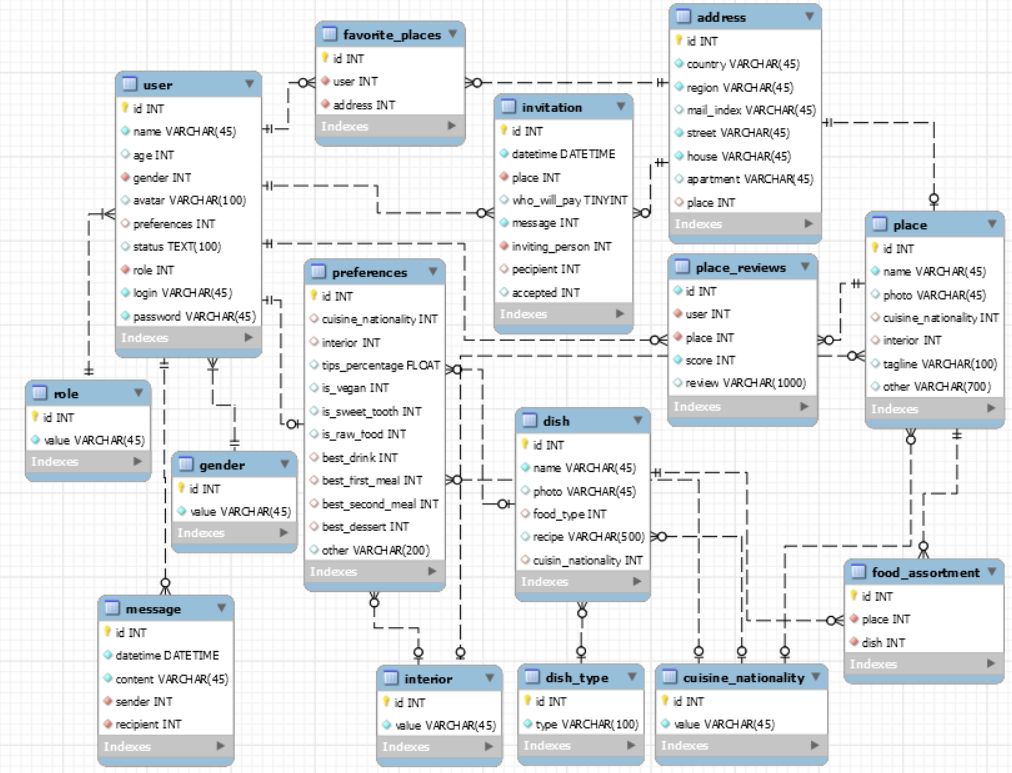 favorite_places
id INT
user INT
address INT
Indexes
address
id INT
country VARCHAR(45)
region VARCHAR(45)
mail_index VARCHAR(45)
street VARCHAR(45)
house VARCHAR(45)
apartment VARCHAR(45)
place INT
Indexes
user
id INT
name VARCHAR(45)
age INT
gender INT
avatar VARCHAR(100)
preferences INT
status TEXT(100)
role INT
login VARCHAR(45)
password VARCHAR(45)
Indexes
invitation
id INT
datetime DATETIME
place INT
who_will_pay TINYINT
message INT
inviting_person INT
pecipient INT
accepted INT
Indexes
place
id INT
name VARCHAR(45)
photo VARCHAR(45)
cuisine_nationality INT
interior INT
tagline VARCHAR(100)
other VARCHAR(700)
Indexes
preferences
id INT
cuisine_nationality INT
interior INT
tips_percentage FLOAT
is_vegan INT
is_sweet_tooth INT
is_raw_food INT
best_drink INT
best_first_meal INT
best_second_meal INT
best_dessert INT
other VARCHAR(200)
Indexes
place_reviews
id INT
user INT
place INT
score INT
review VARCHAR(1000)
Indexes
role
id INT
value VARCHAR(45)
Indexes
dish
id INT
name VARCHAR(45)
photo VARCHAR(45)
food_type INT
recipe VARCHAR(500)
cuisin_nationality INT
Indexes
gender
id INT
value VARCHAR(45)
Indexes
food_assortment
id INT
place INT
dish INT
Indexes
message
id INT
datetime DATETIME
content VARCHAR(45)
sender INT
recipient INT
Indexes
interior
id INT
value VARCHAR(45)
Indexes
dish_type
id INT
type VARCHAR(100)
Indexes
cuisine_nationality
id INT
value VARCHAR(45)
Indexes